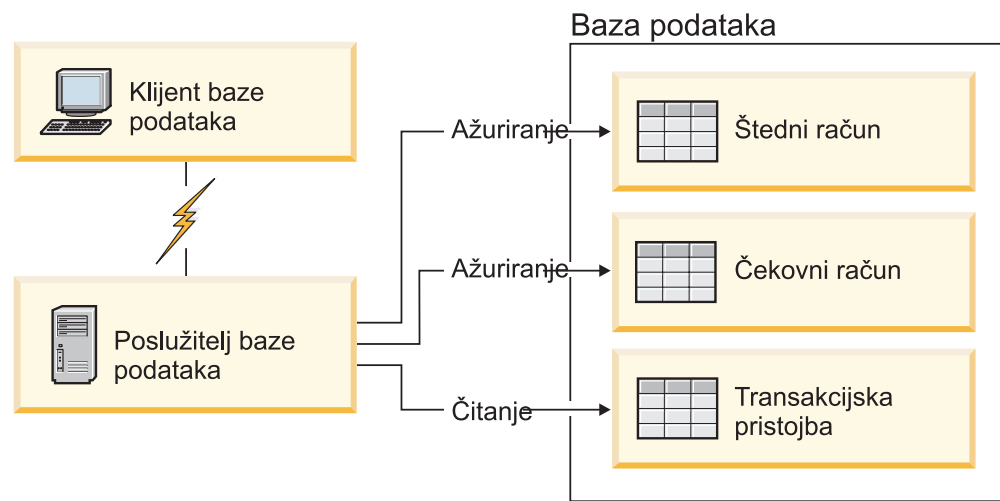 Baza podataka
Klijent baze
podataka
Ažuriranje
Štedni račun
Ažuriranje
Čekovni račun
Poslužitelj baze
podataka
Čitanje
Transakcijska
pristojba